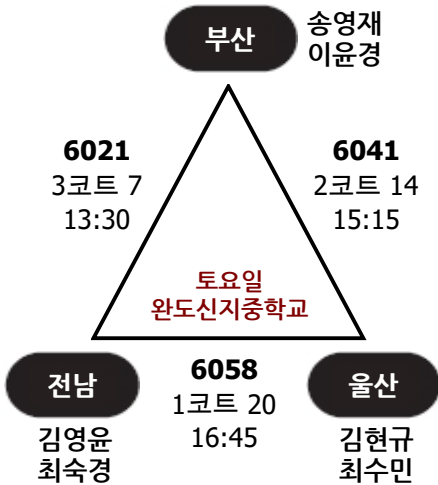 부산
송영재
이윤경
6021
3코트 7
13:30
6041
2코트 14
15:15
토요일
완도신지중학교
전남
김영윤
최숙경
6058
1코트 20
16:45
울산
김현규
최수민